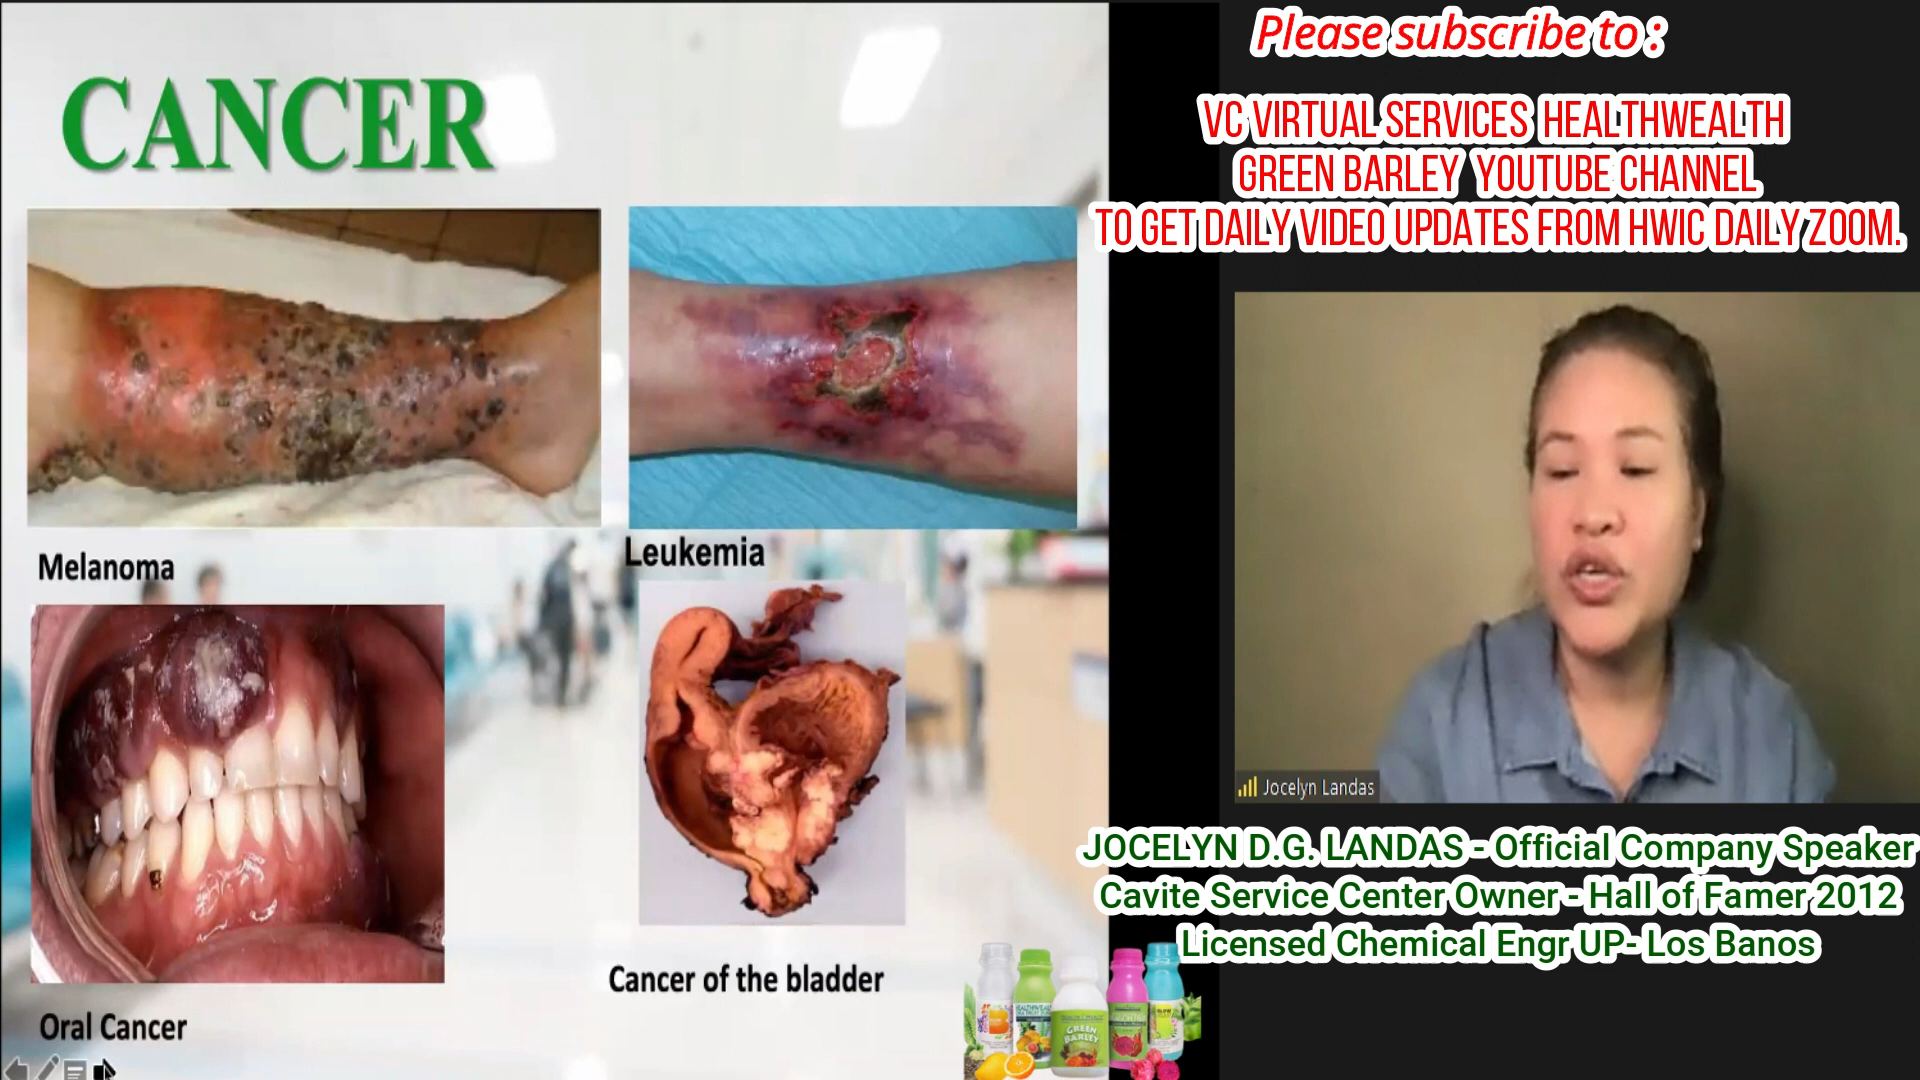 CANCER
Melanoma
Leukemia
Oral Cancer
Cancer of the bladder
Please subscribe to :
VC VIRTUAL SERVICES HEALTHWEALTH
GREEN BARLEY YOUTUBE CHANNEL
TO GET DAILY VIDEO UPDATES FROM HWIC DAILY ZOOM.
Jocelyn Landas
JOCELYN D.G. LANDAS - Official Company Speaker
Cavite Service Center Owner - Hall of Famer 2012
Licensed Chemical Engr UP- Los Banos
GREEN
BARLEY